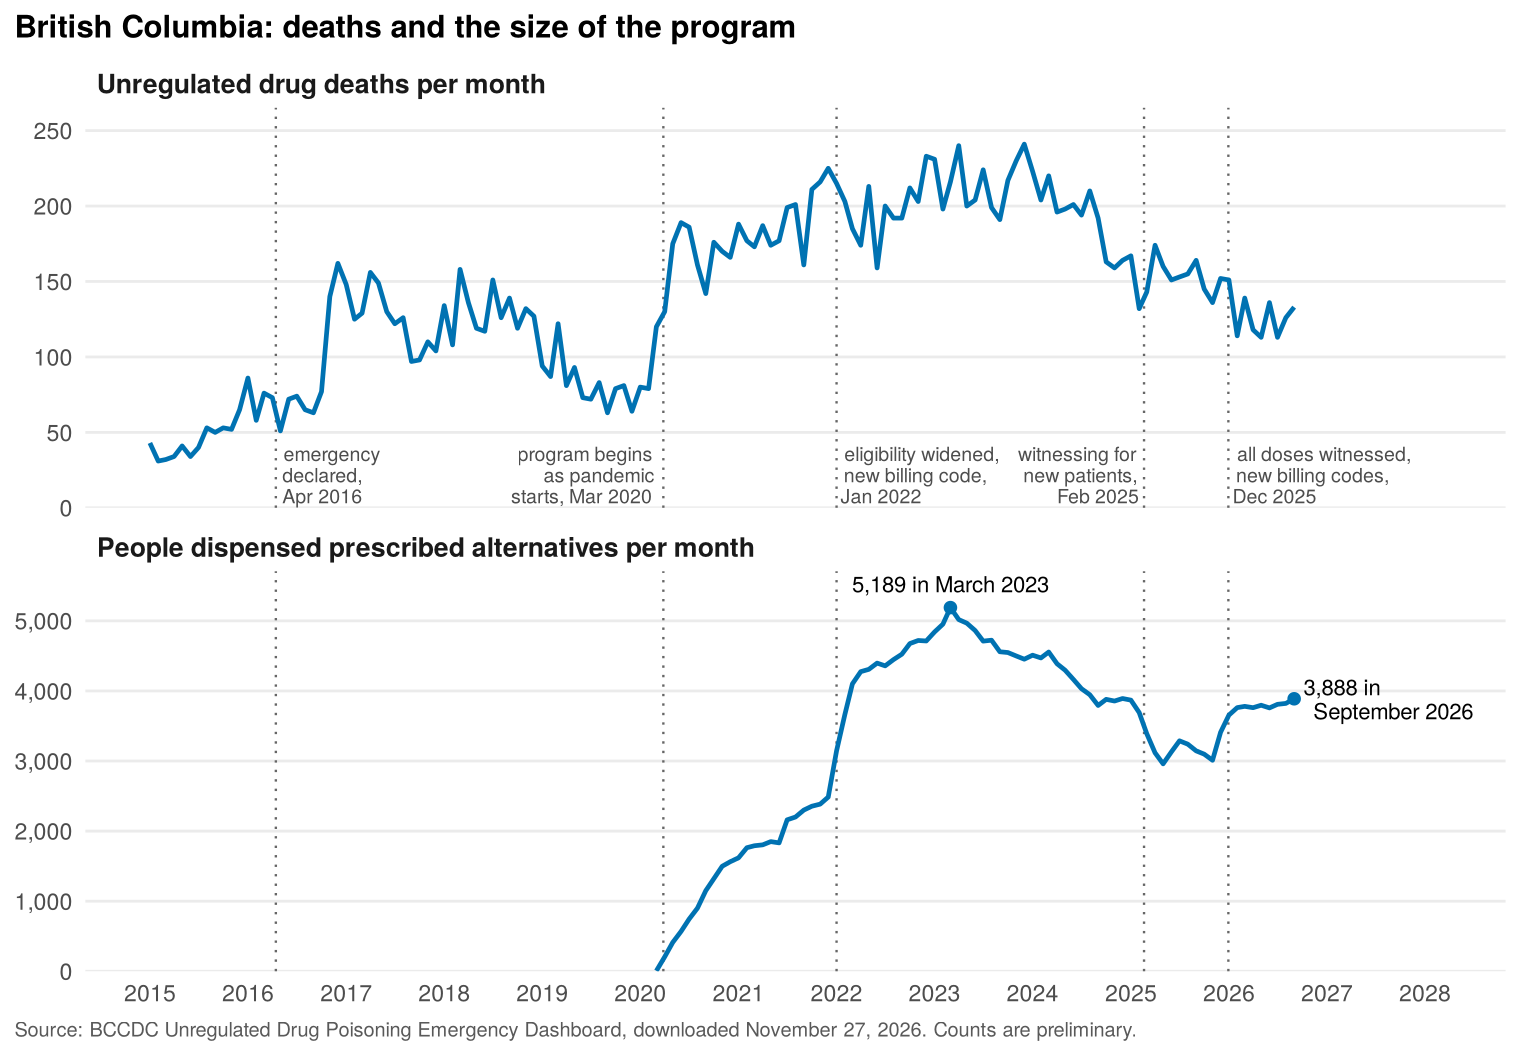 British Columbia: deaths and the size of the program
Unregulated drug deaths per month
250
200
150
100
50
0
emergency
declared,
Apr 2016
program begins
as pandemic
starts, Mar 2020
eligibility widened,
new billing code,
Jan 2022
witnessing for
new patients,
Feb 2025
all doses witnessed,
new billing codes,
Dec 2025
People dispensed prescribed alternatives per month
5,189 in March 2023
3,888 in
September 2026
5,000
4,000
3,000
2,000
1,000
0
2015 2016 2017 2018 2019 2020 2021 2022 2023 2024 2025 2026 2027 2028
Source: BCCDC Unregulated Drug Poisoning Emergency Dashboard, downloaded November 27, 2026. Counts are preliminary.